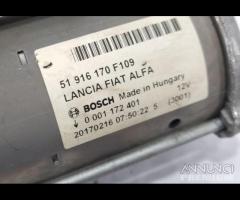 51 916 170 F109
LANCIA FIAT ALFA
BOSCH Made in Hungary
0 001 172 401 12V
20170216 07:50:22 5 (3001)
ANNUNCI